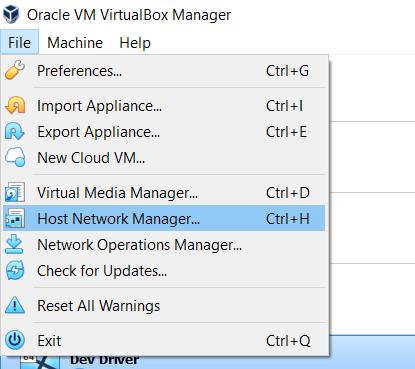 Oracle VM VirtualBox Manager
File Machine Help
Preferences... Ctrl+G
Import Appliance... Ctrl+I
Export Appliance... Ctrl+E
New Cloud VM...
Virtual Media Manager... Ctrl+D
Host Network Manager... Ctrl+H
Network Operations Manager...
Check for Updates...
Reset All Warnings
Exit Ctrl+Q
64 Dev Driver